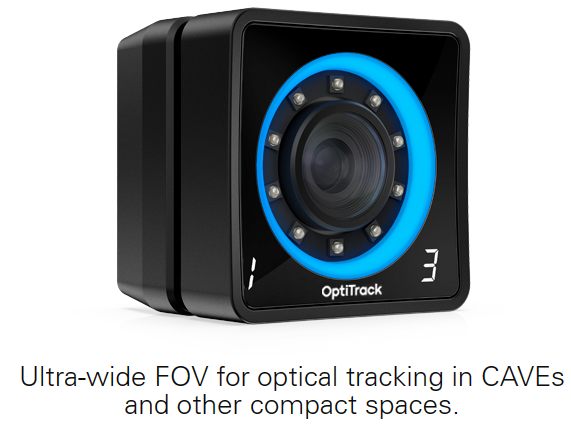 1 3
OptiTrack
Ultra-wide FOV for optical tracking in CAVEs
and other compact spaces.